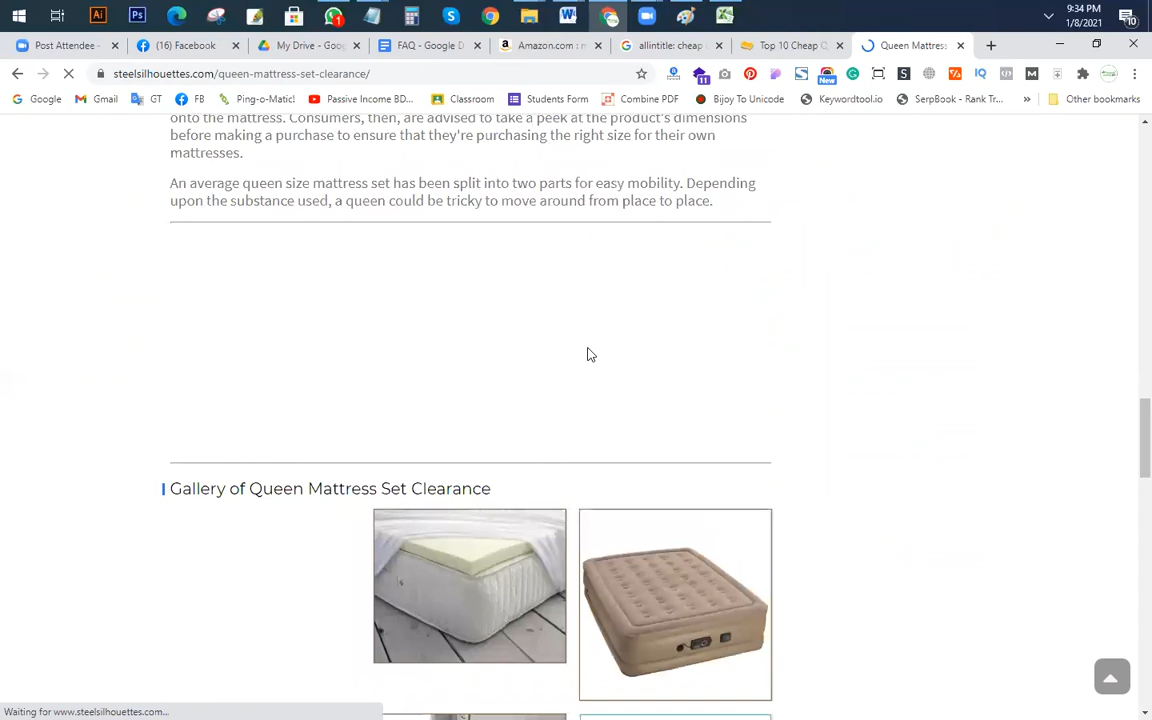 9:34 PM
1/8/2021
10
Post Attendee -
(16) Facebook
My Drive - Goog
FAQ - Google D
Amazon.com : m
allintitle: cheap
Top 10 Cheap Q
Queen Mattress
steelsilhouettes.com/queen-mattress-set-clearance/
11
New
Google
Gmail
GT
FB
Ping-o-Matic!
Passive Income BD...
Classroom
Students Form
Combine PDF
Bijoy To Unicode
Keywordtool.io
SerpBook - Rank Tr...
»
Other bookmarks
onto the mattress. Consumers, then, are advised to take a peek at the product's dimensions
before making a purchase to ensure that they're purchasing the right size for their own
mattresses.
An average queen size mattress set has been split into two parts for easy mobility. Depending
upon the substance used, a queen could be tricky to move around from place to place.
Gallery of Queen Mattress Set Clearance
Waiting for www.steelsilhouettes.com...